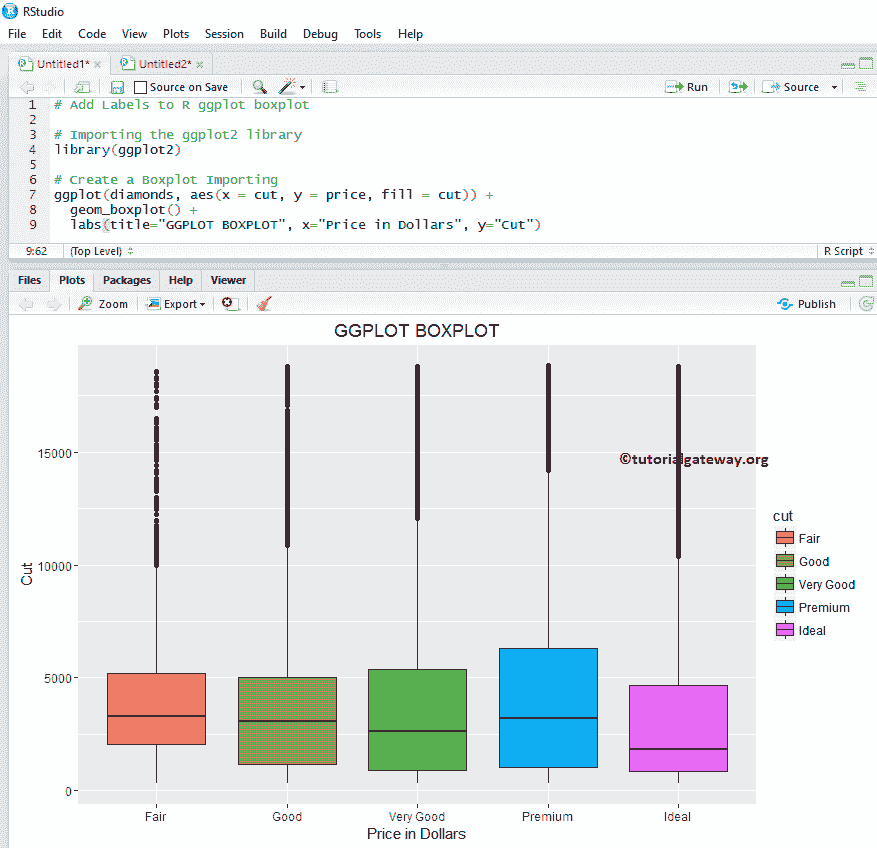 RStudio
File Edit Code View Plots Session Build Debug Tools Help
Untitled1* × Untitled2* ×
Source on Save Run Source
1 # Add Labels to R ggplot boxplot
2
3 # Importing the ggplot2 library
4 library(ggplot2)
5
6 # Create a Boxplot Importing
7 ggplot(diamonds, aes(x = cut, y = price, fill = cut)) +
8 geom_boxplot() +
9 labs(title="GGPLOT BOXPLOT", x="Price in Dollars", y="Cut")
9:62 (Top Level) R Script
Files Plots Packages Help Viewer
Zoom Export Publish
GGPLOT BOXPLOT
15000
10000
5000
0
Cut
©tutorialgateway.org
cut
Fair
Good
Very Good
Premium
Ideal
Fair Good Very Good Premium Ideal
Price in Dollars